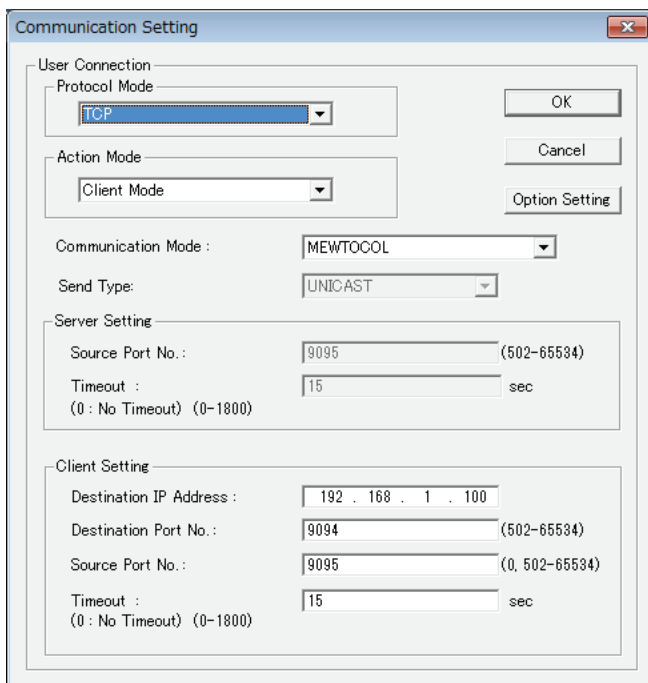 Communication Setting
User Connection
Protocol Mode
TCP
OK
Action Mode
Cancel
Client Mode
Option Setting
Communication Mode : MEWTOCOL
Send Type: UNICAST
Server Setting
Source Port No. : 9095 (502-65534)
Timeout : 15 sec
(0 : No Timeout) (0-1800)
Client Setting
Destination IP Address : 192 . 168 . 1 . 100
Destination Port No. : 9094 (502-65534)
Source Port No. : 9095 (0, 502-65534)
Timeout : 15 sec
(0 : No Timeout) (0-1800)